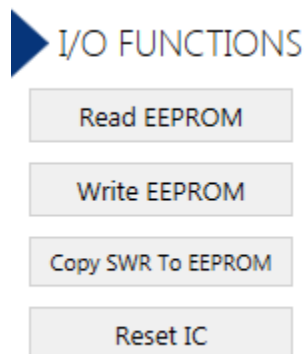 I/O FUNCTIONS
Read EEPROM
Write EEPROM
Copy SWR To EEPROM
Reset IC